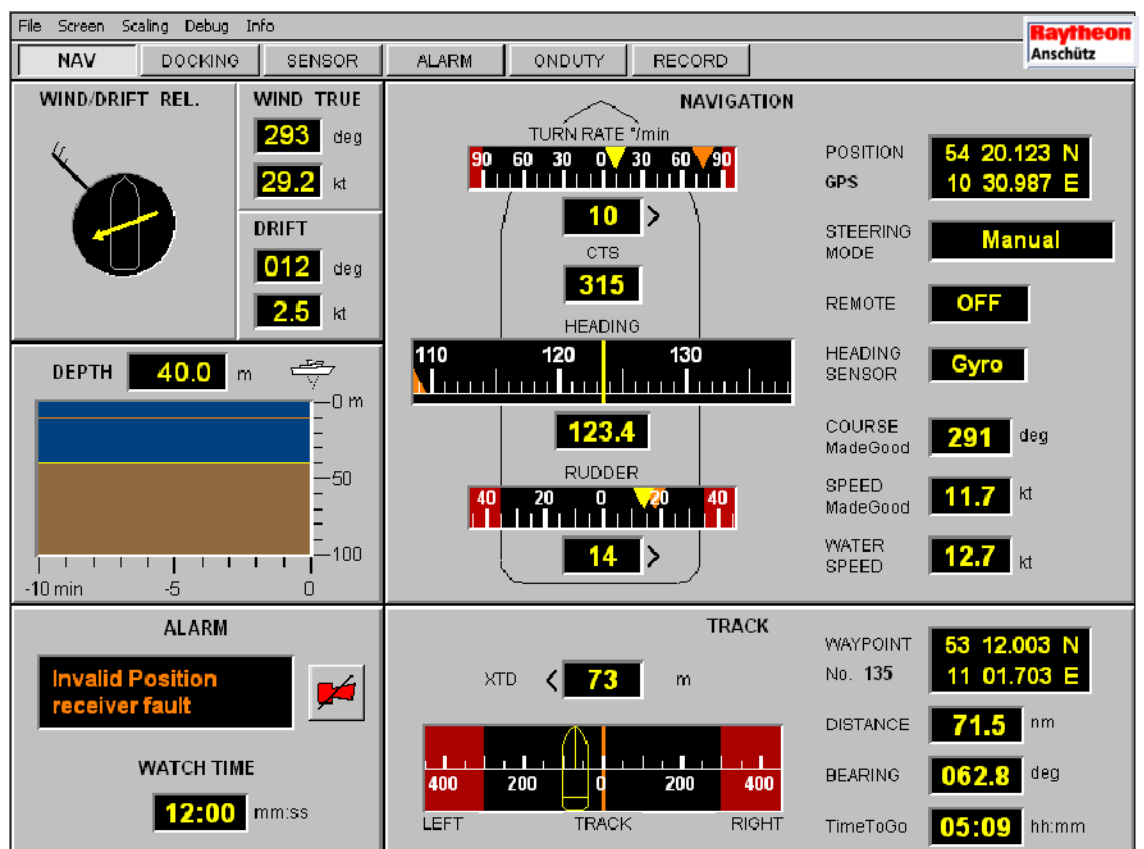 File Screen Scaling Debug Info
Raytheon
Anschütz
NAV DOCKING SENSOR ALARM ONDUTY RECORD
WIND/DRIFT REL.
WIND TRUE
293 deg
29.2 kt
DRIFT
012 deg
2.5 kt
DEPTH 40.0 m
0 m
50
100
-10 min -5 0
ALARM
Invalid Position
receiver fault
WATCH TIME
12:00 mm:ss
NAVIGATION
TURN RATE °/min
90 60 30 0 30 60 90
10 >
CTS
315
HEADING
110 120 130
123.4
RUDDER
40 20 0 20 40
14 >
POSITION 54 20.123 N
GPS 10 30.987 E
STEERING
MODE
Manual
REMOTE OFF
HEADING
SENSOR
Gyro
COURSE
MadeGood
291 deg
SPEED
MadeGood
11.7 kt
WATER
SPEED
12.7 kt
TRACK
XTD < 73 m
400 200 0 200 400
LEFT TRACK RIGHT
WAYPOINT 53 12.003 N
No. 135 11 01.703 E
DISTANCE 71.5 nm
BEARING 062.8 deg
TimeToGo 05:09 hh:mm